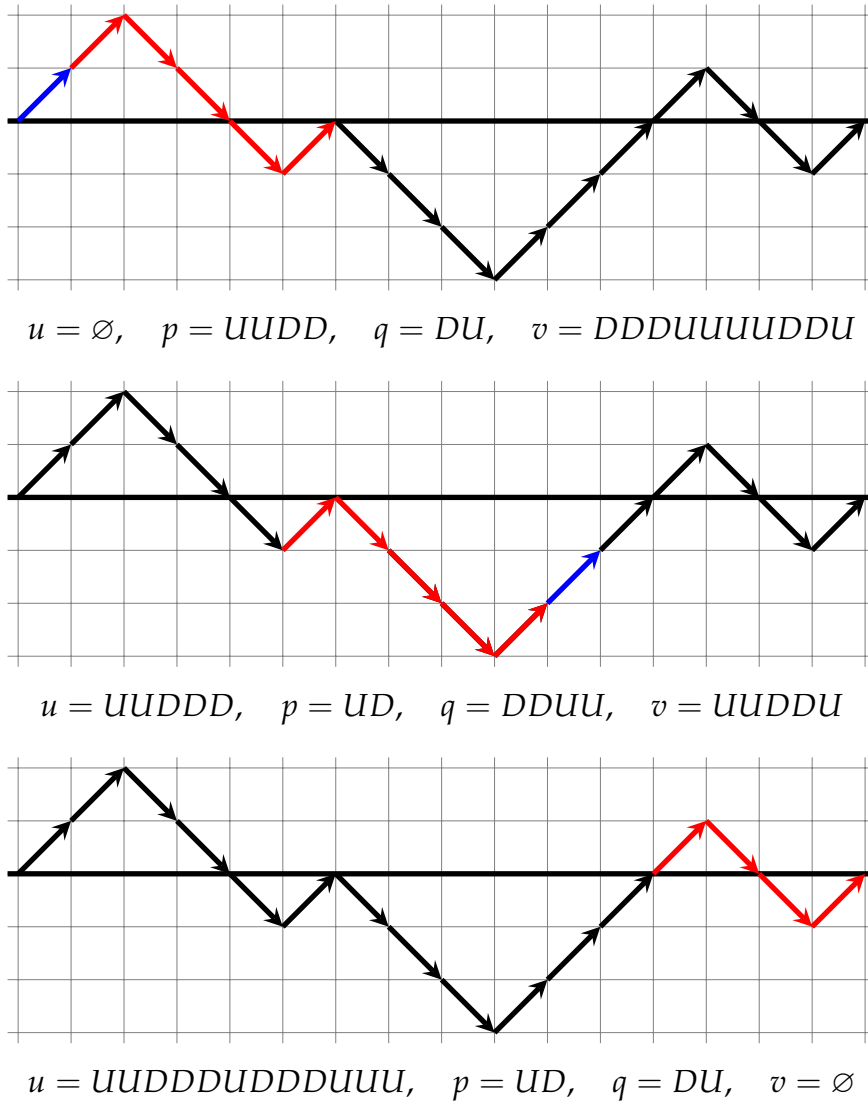 u = ∅, p = UUDD, q = DU, v = DDDUUUUDDU
u = UUDDD, p = UD, q = DDUU, v = UUDDU
u = UUDDDUDDDUUU, p = UD, q = DU, v = ∅